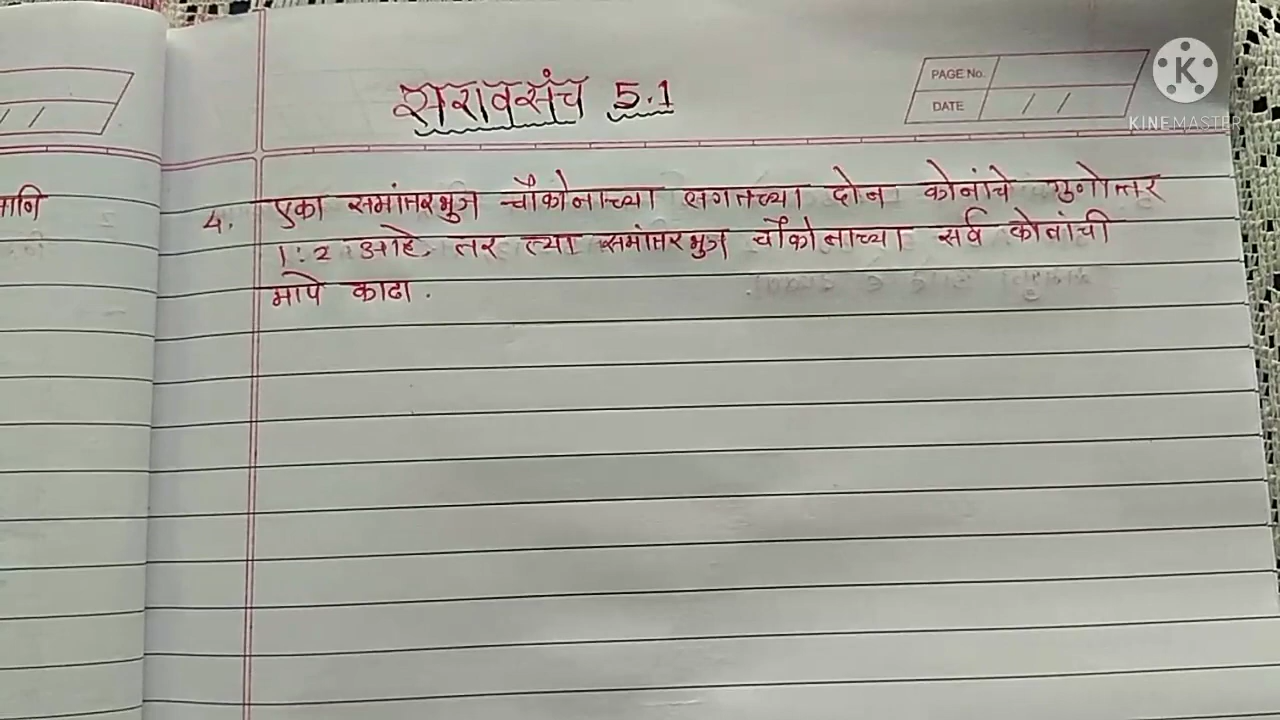 सरावसंच 5.1
PAGE No.
DATE / /
KINEMASTER
4. एका समांतरभुज चौकोनाच्या लगतच्या दोन कोनांचे गुणोत्तर
1:2 आहे. तर त्या समांतरभुज चौकोनाच्या सर्व कोनांची
मापे काढा.